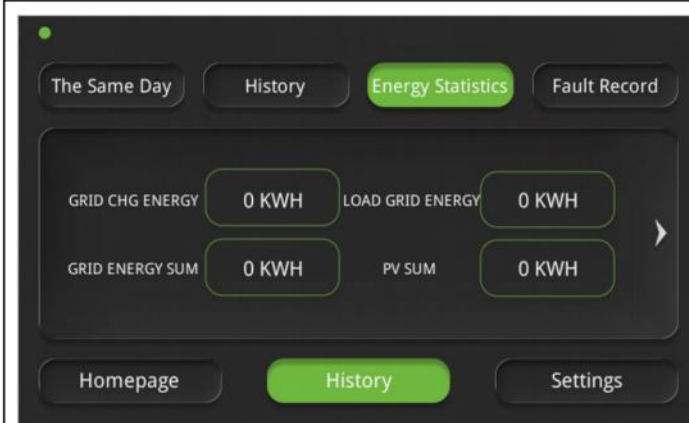 The Same Day History Energy Statistics Fault Record
GRID CHG ENERGY 0 KWH LOAD GRID ENERGY 0 KWH
GRID ENERGY SUM 0 KWH PV SUM 0 KWH
Homepage History Settings